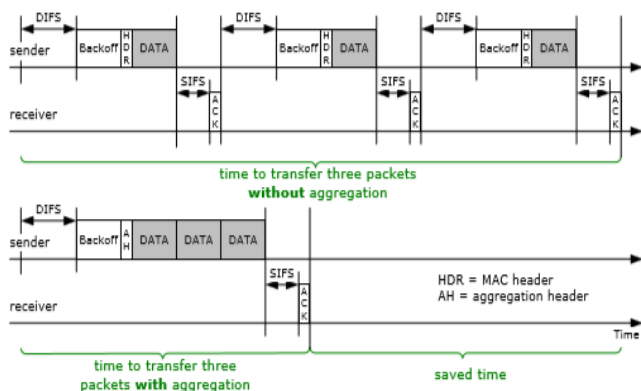 DIFS DIFS DIFS
sender Backoff HDR DATA Backoff HDR DATA Backoff HDR DATA
SIFS SIFS SIFS
receiver ACK ACK ACK
time to transfer three packets
without aggregation
DIFS
sender Backoff AH DATA DATA DATA
SIFS
HDR = MAC header
AH = aggregation header
receiver ACK
Time
time to transfer three
packets with aggregation
saved time